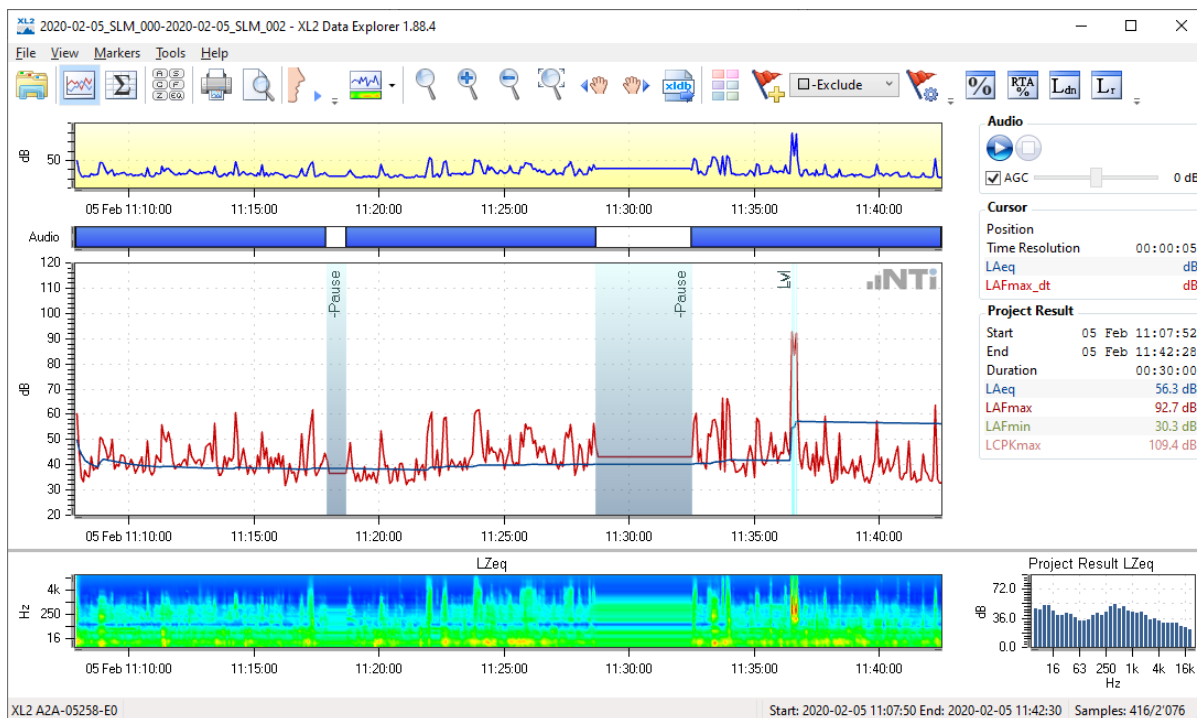 2020-02-05_SLM_000-2020-02-05_SLM_002 - XL2 Data Explorer 1.88.4
File View Markers Tools Help
XL2
A S C F Z EQ
xldb
-Exclude
%
RTA %
Ldn
Lr
dB
50
05 Feb 11:10:00 11:15:00 11:20:00 11:25:00 11:30:00 11:35:00 11:40:00
Audio
120
110
100
90
80
70
60
50
40
30
20
dB
-Pause
-Pause
Lvl
NTi
05 Feb 11:10:00 11:15:00 11:20:00 11:25:00 11:30:00 11:35:00 11:40:00
LZeq
Hz
4k
250
16
05 Feb 11:10:00 11:15:00 11:20:00 11:25:00 11:30:00 11:35:00 11:40:00
Audio
AGC 0 dB
Cursor
Position
Time Resolution 00:00:05
LAeq dB
LAFmax_dt dB
Project Result
Start 05 Feb 11:07:52
End 05 Feb 11:42:28
Duration 00:30:00
LAeq 56.3 dB
LAFmax 92.7 dB
LAFmin 30.3 dB
LCPKmax 109.4 dB
Project Result LZeq
dB
72.0
36.0
0.0
16 63 250 1k 4k 16k
Hz
XL2 A2A-05258-E0
Start: 2020-02-05 11:07:50 End: 2020-02-05 11:42:30 Samples: 416/2'076